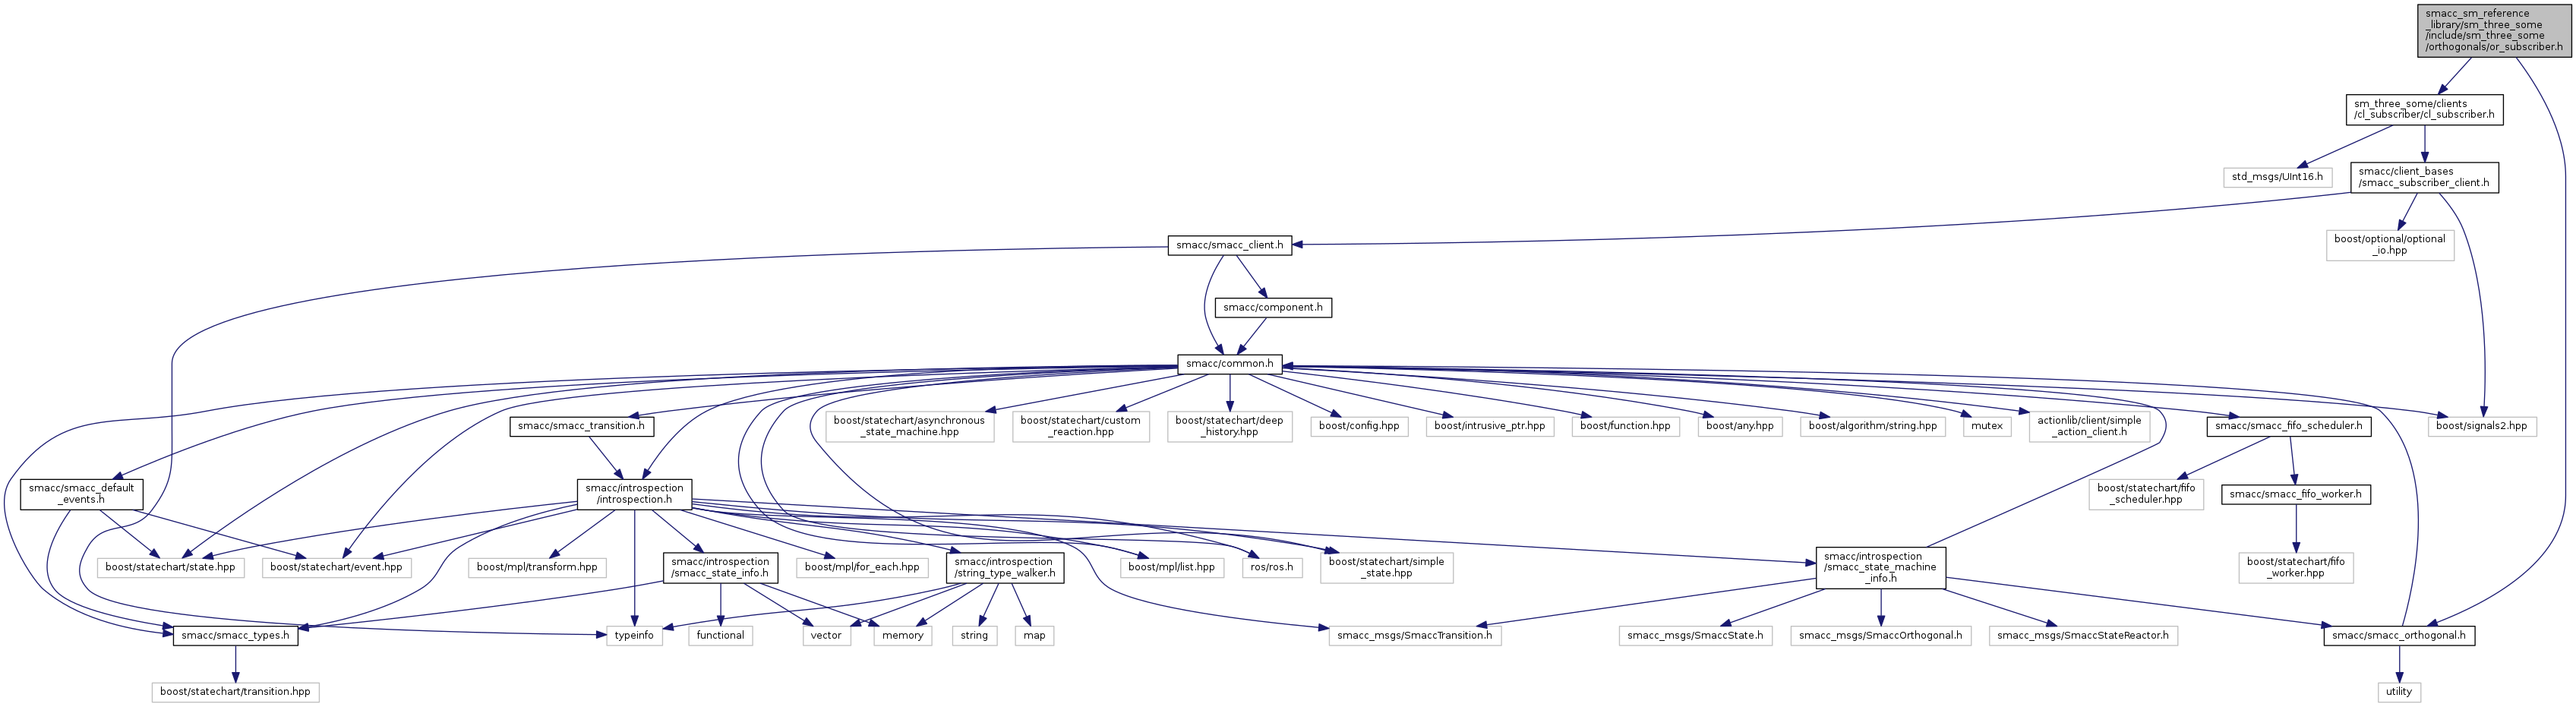 smacc_sm_reference
_library/sm_three_some
/include/sm_three_some
/orthogonals/or_subscriber.h
sm_three_some/clients
/cl_subscriber/cl_subscriber.h
std_msgs/UInt16.h
smacc/client_bases
/smacc_subscriber_client.h
smacc/smacc_client.h
boost/optional/optional
_io.hpp
smacc/component.h
smacc/common.h
smacc/smacc_transition.h
boost/statechart/asynchronous
_state_machine.hpp
boost/statechart/custom
_reaction.hpp
boost/statechart/deep
_history.hpp
boost/config.hpp
boost/intrusive_ptr.hpp
boost/function.hpp
boost/any.hpp
boost/algorithm/string.hpp
mutex
actionlib/client/simple
_action_client.h
smacc/smacc_fifo_scheduler.h
boost/signals2.hpp
smacc/smacc_default
_events.h
smacc/introspection
/introspection.h
boost/statechart/fifo
_scheduler.hpp
smacc/smacc_fifo_worker.h
boost/statechart/state.hpp
boost/statechart/event.hpp
boost/mpl/transform.hpp
smacc/introspection
/smacc_state_info.h
boost/mpl/for_each.hpp
smacc/introspection
/string_type_walker.h
boost/mpl/list.hpp
ros/ros.h
boost/statechart/simple
_state.hpp
smacc/introspection
/smacc_state_machine
_info.h
boost/statechart/fifo
_worker.hpp
smacc/smacc_types.h
typeinfo
functional
vector
memory
string
map
smacc_msgs/SmaccTransition.h
smacc_msgs/SmaccState.h
smacc_msgs/SmaccOrthogonal.h
smacc_msgs/SmaccStateReactor.h
smacc/smacc_orthogonal.h
boost/statechart/transition.hpp
utility